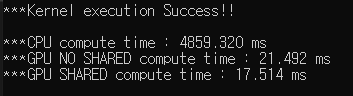 ***Kernel execution Success!!
***CPU compute time : 4859.320 ms
***GPU NO SHARED compute time : 21.492 ms
***GPU SHARED compute time : 17.514 ms